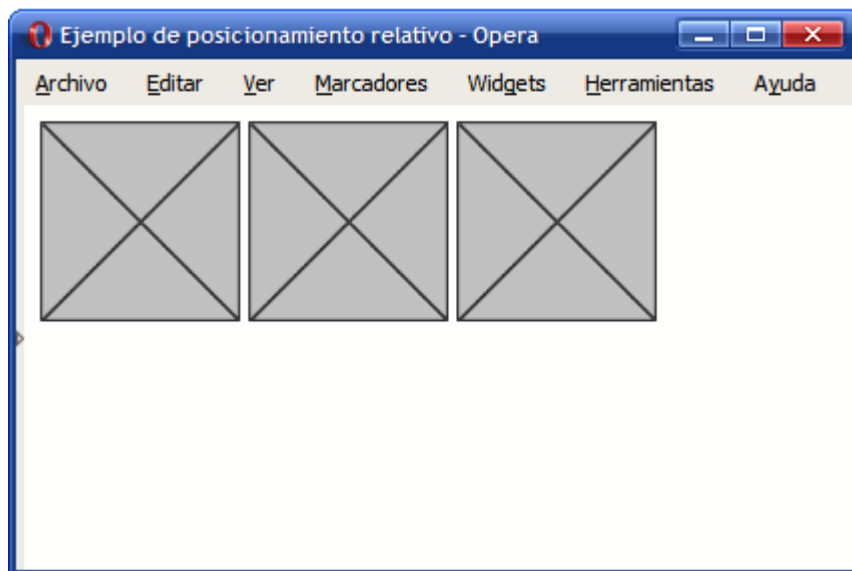 Ejemplo de posicionamiento relativo - Opera
Archivo Editar Ver Marcadores Widgets Herramientas Ayuda